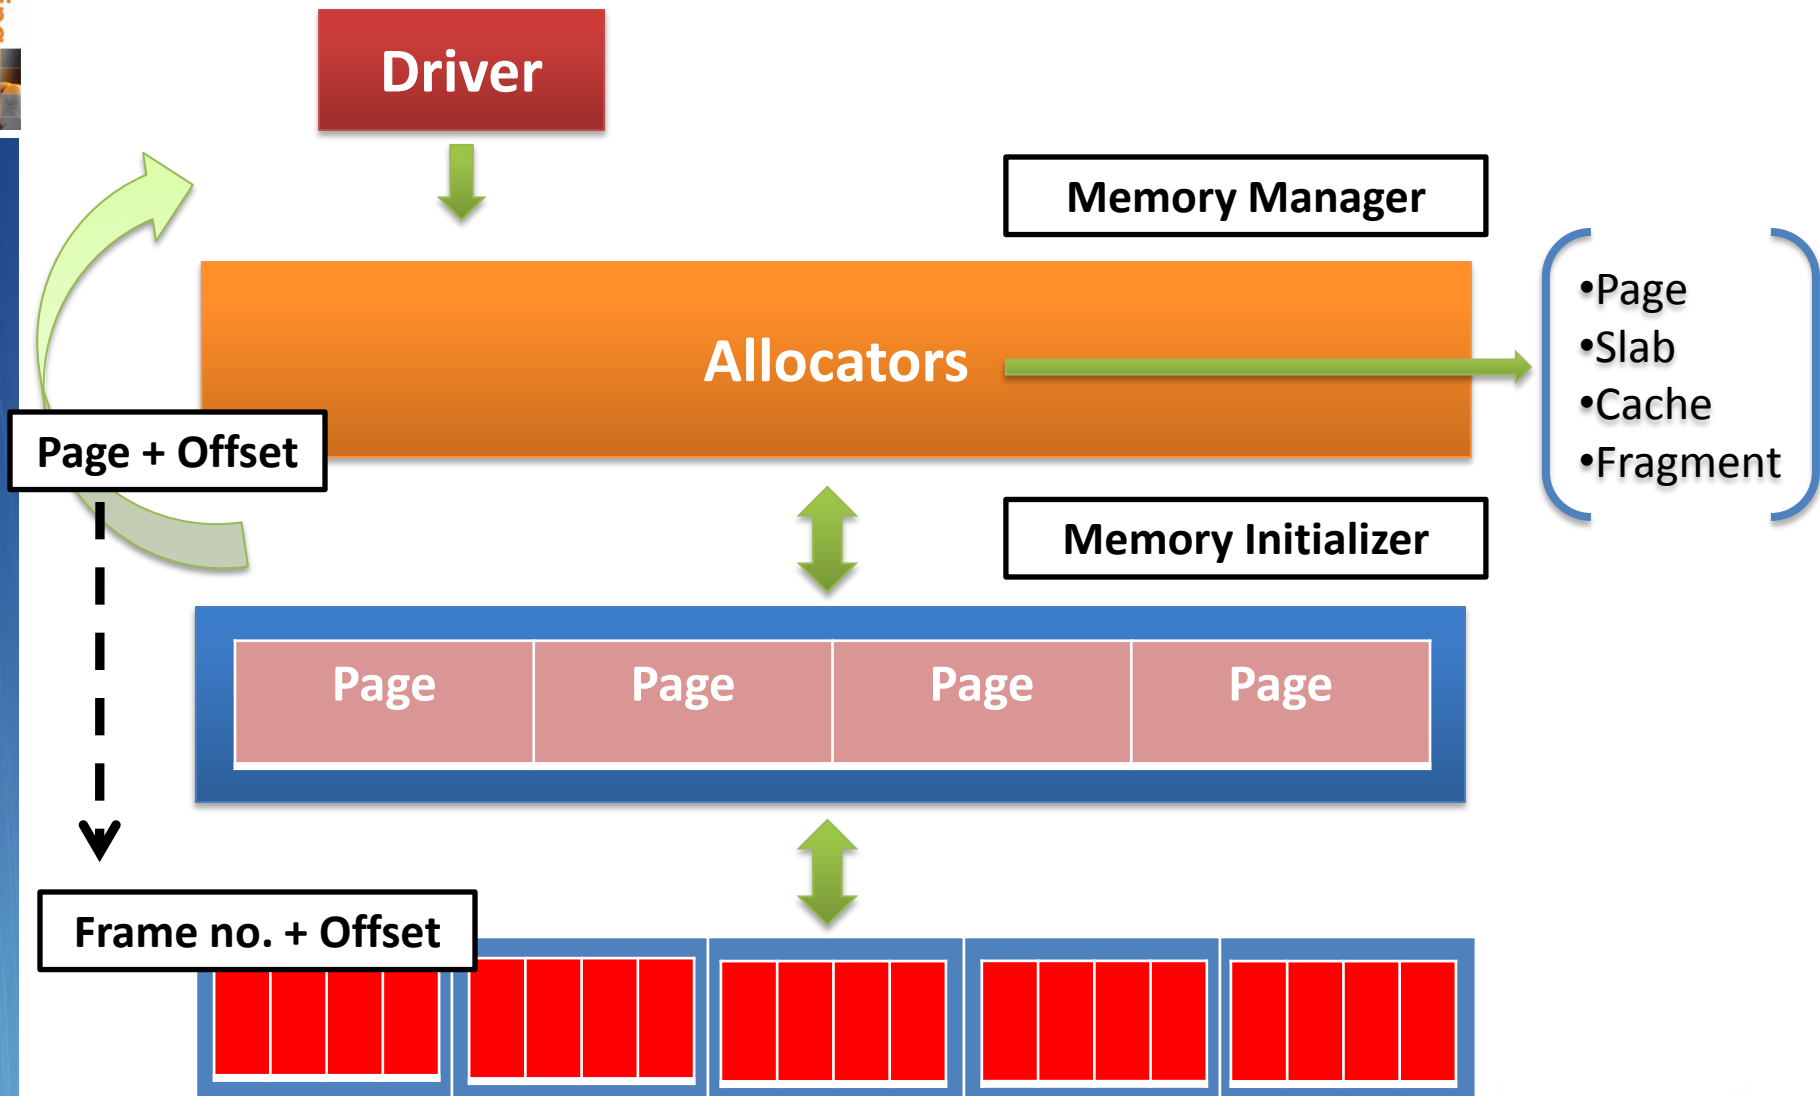 Driver
Memory Manager
•Page
•Slab
•Cache
•Fragment
Allocators
Page + Offset
Memory Initializer
Page Page Page Page
Frame no. + Offset